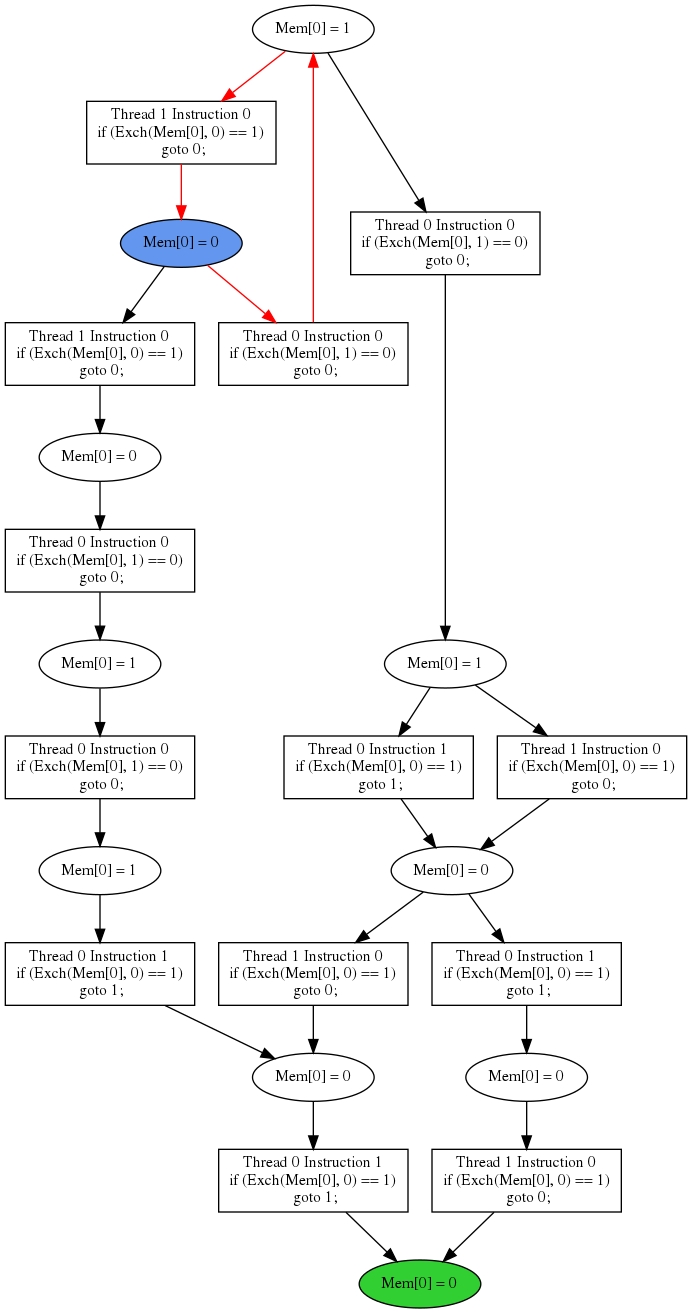 Mem[0] = 1
Thread 1 Instruction 0
if (Exch(Mem[0], 0) == 1)
goto 0;
Thread 0 Instruction 0
if (Exch(Mem[0], 1) == 0)
goto 0;
Mem[0] = 0
Thread 1 Instruction 0
if (Exch(Mem[0], 0) == 1)
goto 0;
Thread 0 Instruction 0
if (Exch(Mem[0], 1) == 0)
goto 0;
Mem[0] = 0
Thread 0 Instruction 0
if (Exch(Mem[0], 1) == 0)
goto 0;
Mem[0] = 1
Mem[0] = 1
Thread 0 Instruction 0
if (Exch(Mem[0], 1) == 0)
goto 0;
Thread 0 Instruction 1
if (Exch(Mem[0], 0) == 1)
goto 1;
Thread 1 Instruction 0
if (Exch(Mem[0], 0) == 1)
goto 0;
Mem[0] = 1
Mem[0] = 0
Thread 0 Instruction 1
if (Exch(Mem[0], 0) == 1)
goto 1;
Thread 1 Instruction 0
if (Exch(Mem[0], 0) == 1)
goto 0;
Thread 0 Instruction 1
if (Exch(Mem[0], 0) == 1)
goto 1;
Mem[0] = 0
Mem[0] = 0
Thread 0 Instruction 1
if (Exch(Mem[0], 0) == 1)
goto 1;
Thread 1 Instruction 0
if (Exch(Mem[0], 0) == 1)
goto 0;
Mem[0] = 0